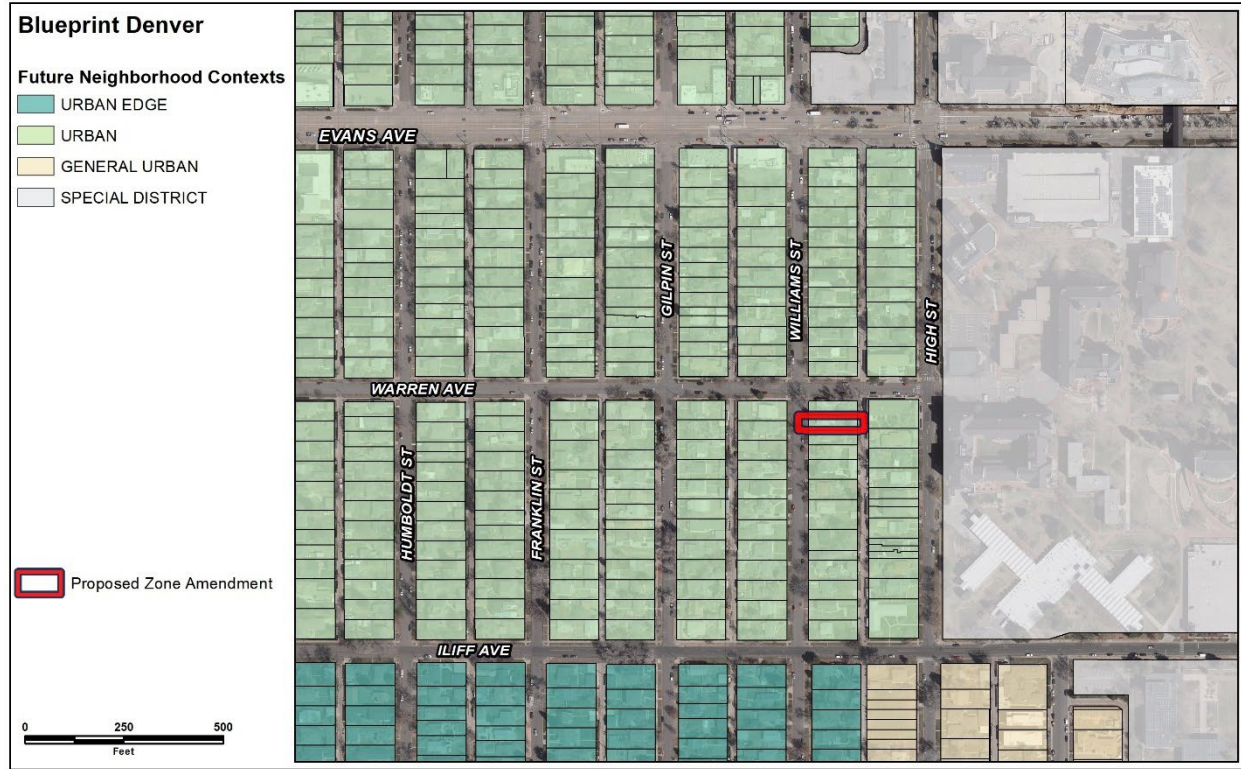 Blueprint Denver
Future Neighborhood Contexts
URBAN EDGE
URBAN
GENERAL URBAN
SPECIAL DISTRICT
EVANS AVE
GILPIN ST
WILLIAMS ST
HIGH ST
WARREN AVE
HUMBOLDT ST
FRANKLIN ST
Proposed Zone Amendment
ILIFF AVE
0 250 500
Feet